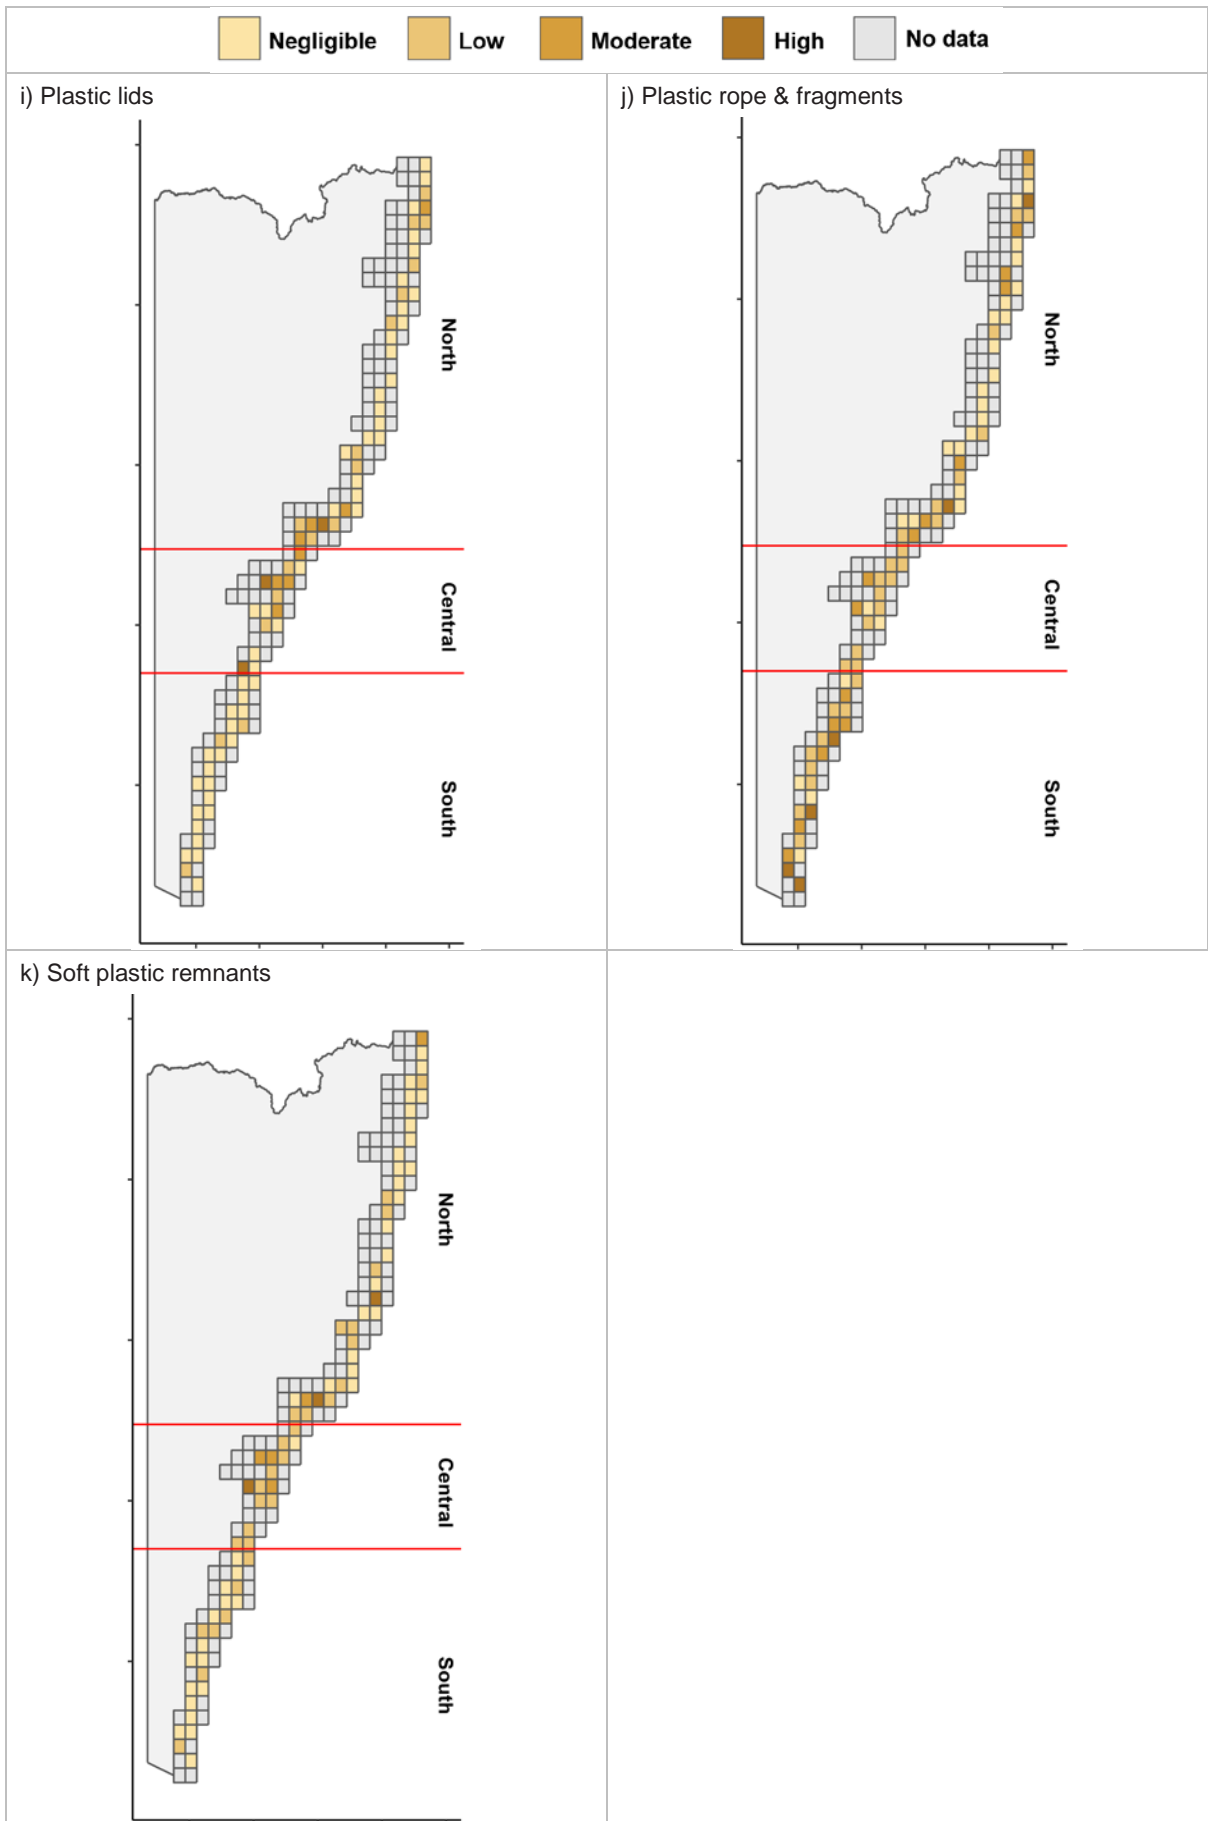 Negligible Low Moderate High No data
i) Plastic lids
j) Plastic rope & fragments
North
Central
South
North
Central
South
k) Soft plastic remnants
North
Central
South